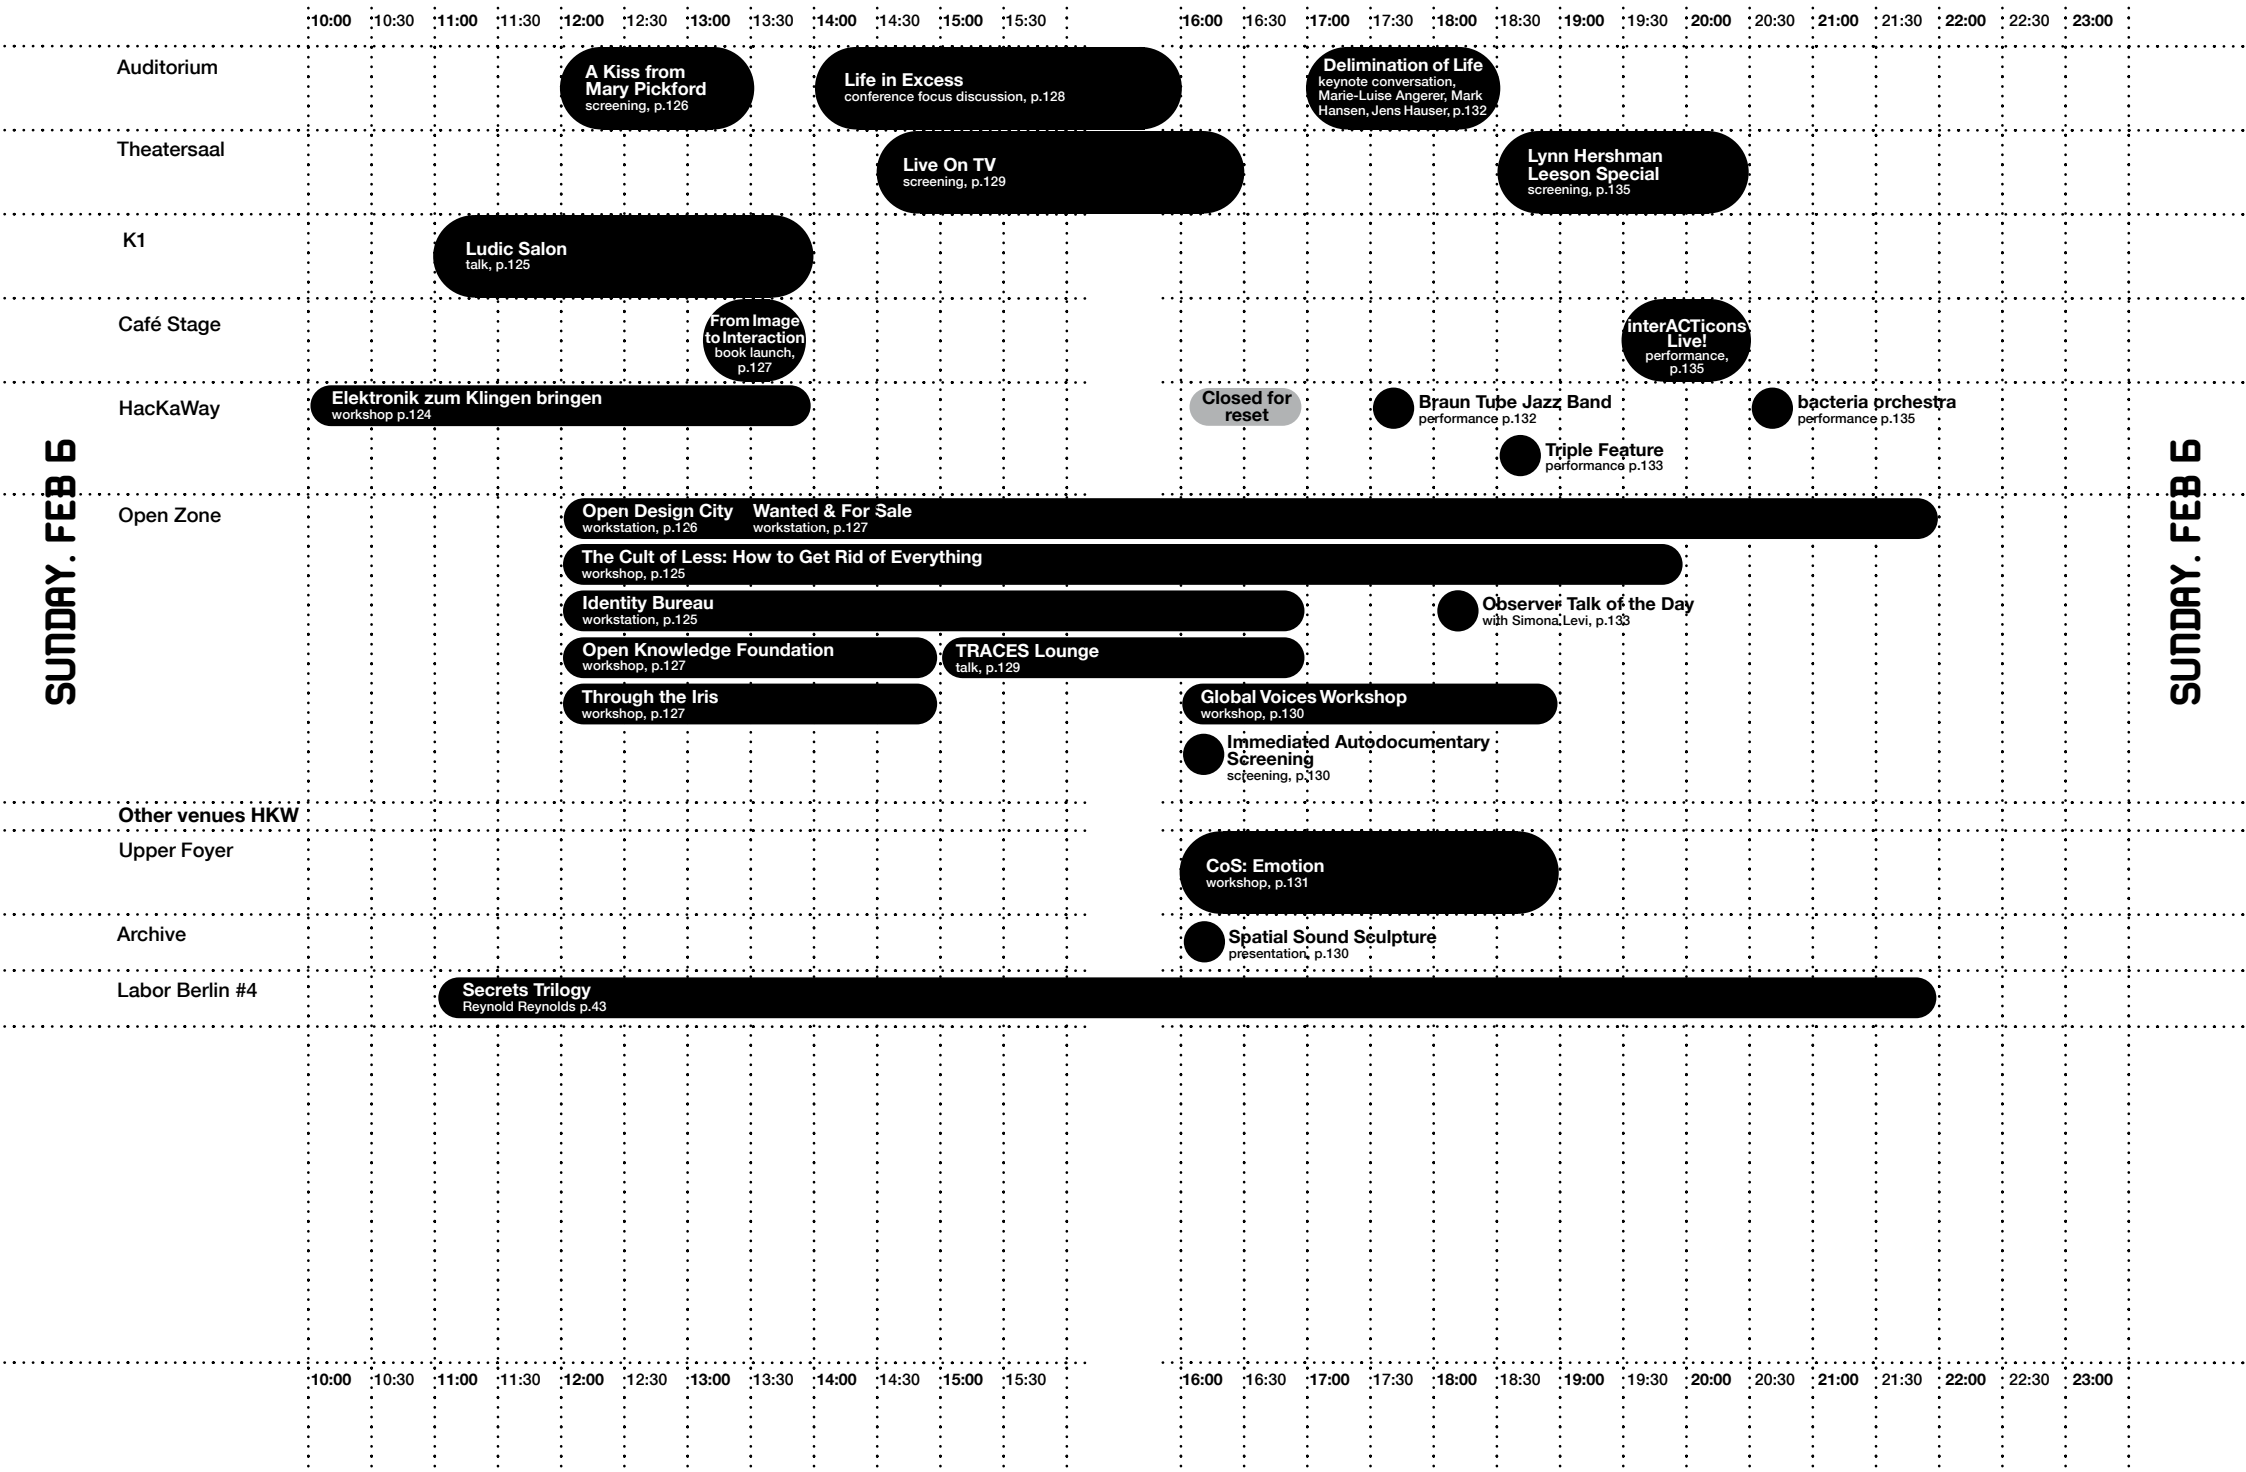 10:00 10:30 11:00 11:30 12:00 12:30 13:00 13:30 14:00 14:30 15:00 15:30 16:00 16:30 17:00 17:30 18:00 18:30 19:00 19:30 20:00 20:30 21:00 21:30 22:00 22:30 23:00
SUNDAY. FEB 6
Auditorium
A Kiss from
Mary Pickford
screening, p.126
Life in Excess
conference focus discussion, p.128
Delimination of Life
keynote conversation,
Marie-Luise Angerer, Mark
Hansen, Jens Hauser, p.132
Theatersaal
Live On TV
screening, p.129
Lynn Hershman
Leeson Special
screening, p.135
K1
Ludic Salon
talk, p.125
Café Stage
From Image
to Interaction
book launch,
p.127
interACTicons
Live!
performance,
p.135
HacKaWay
Elektronik zum Klingen bringen
workshop p.124
Closed for
reset
Braun Tube Jazz Band
performance p.132
bacteria orchestra
performance p.135
Triple Feature
performance p.133
Open Zone
Open Design City
workstation, p.126
Wanted & For Sale
workstation, p.127
The Cult of Less: How to Get Rid of Everything
workshop, p.125
Identity Bureau
workstation, p.125
Observer Talk of the Day
with Simona Levi, p.133
Open Knowledge Foundation
workshop, p.127
TRACES Lounge
talk, p.129
Through the Iris
workshop, p.127
Global Voices Workshop
workshop, p.130
Immediated Autodocumentary
Screening
screening, p.130
Other venues HKW
Upper Foyer
CoS: Emotion
workshop, p.131
Archive
Spatial Sound Sculpture
presentation, p.130
Labor Berlin #4
Secrets Trilogy
Reynold Reynolds p.43
SUNDAY. FEB 6
10:00 10:30 11:00 11:30 12:00 12:30 13:00 13:30 14:00 14:30 15:00 15:30 16:00 16:30 17:00 17:30 18:00 18:30 19:00 19:30 20:00 20:30 21:00 21:30 22:00 22:30 23:00